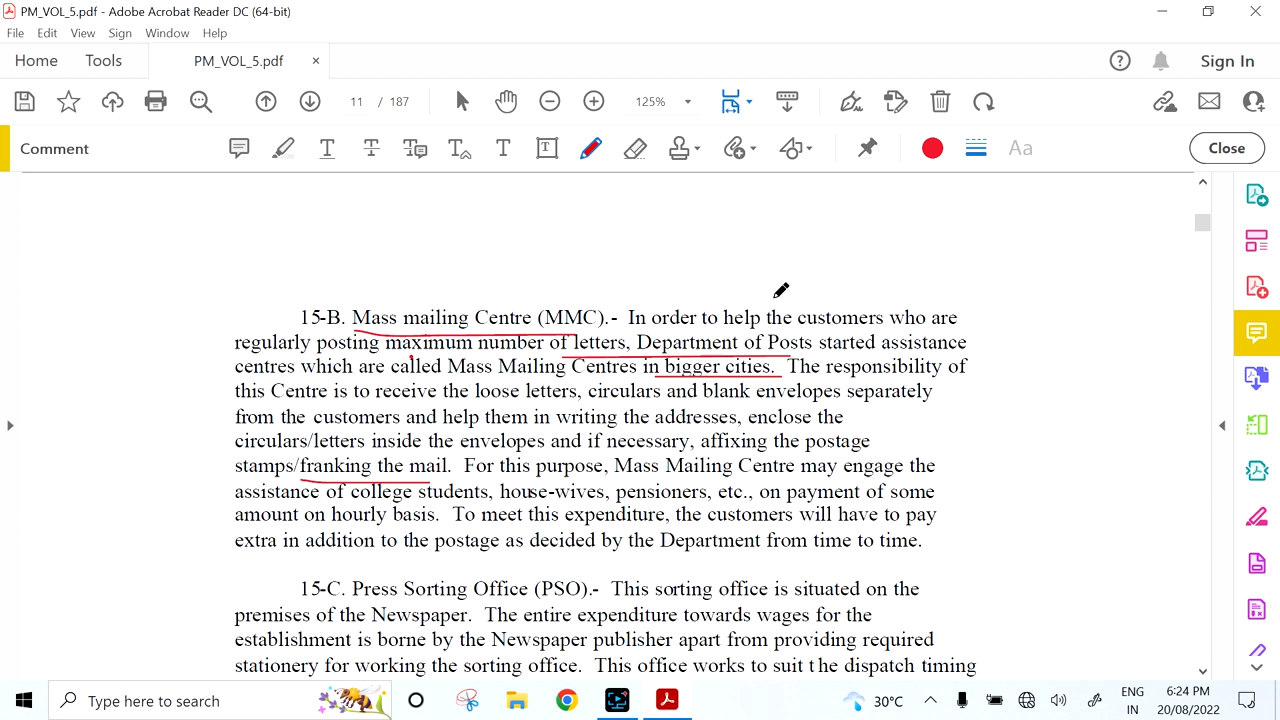 PM_VOL_5.pdf - Adobe Acrobat Reader DC (64-bit)
File Edit View Sign Window Help
Home Tools PM_VOL_5.pdf × Sign In
11 / 187 125%
Comment Close
15-B. Mass mailing Centre (MMC).- In order to help the customers who are
regularly posting maximum number of letters, Department of Posts started assistance
centres which are called Mass Mailing Centres in bigger cities. The responsibility of
this Centre is to receive the loose letters, circulars and blank envelopes separately
from the customers and help them in writing the addresses, enclose the
circulars/letters inside the envelopes and if necessary, affixing the postage
stamps/franking the mail. For this purpose, Mass Mailing Centre may engage the
assistance of college students, house-wives, pensioners, etc., on payment of some
amount on hourly basis. To meet this expenditure, the customers will have to pay
extra in addition to the postage as decided by the Department from time to time.
15-C. Press Sorting Office (PSO).- This sorting office is situated on the
premises of the Newspaper. The entire expenditure towards wages for the
establishment is borne by the Newspaper publisher apart from providing required
stationery for working the sorting office. This office works to suit t he dispatch timing
Type here to search 30°C ENG 6:24 PM
IN 20/08/2022